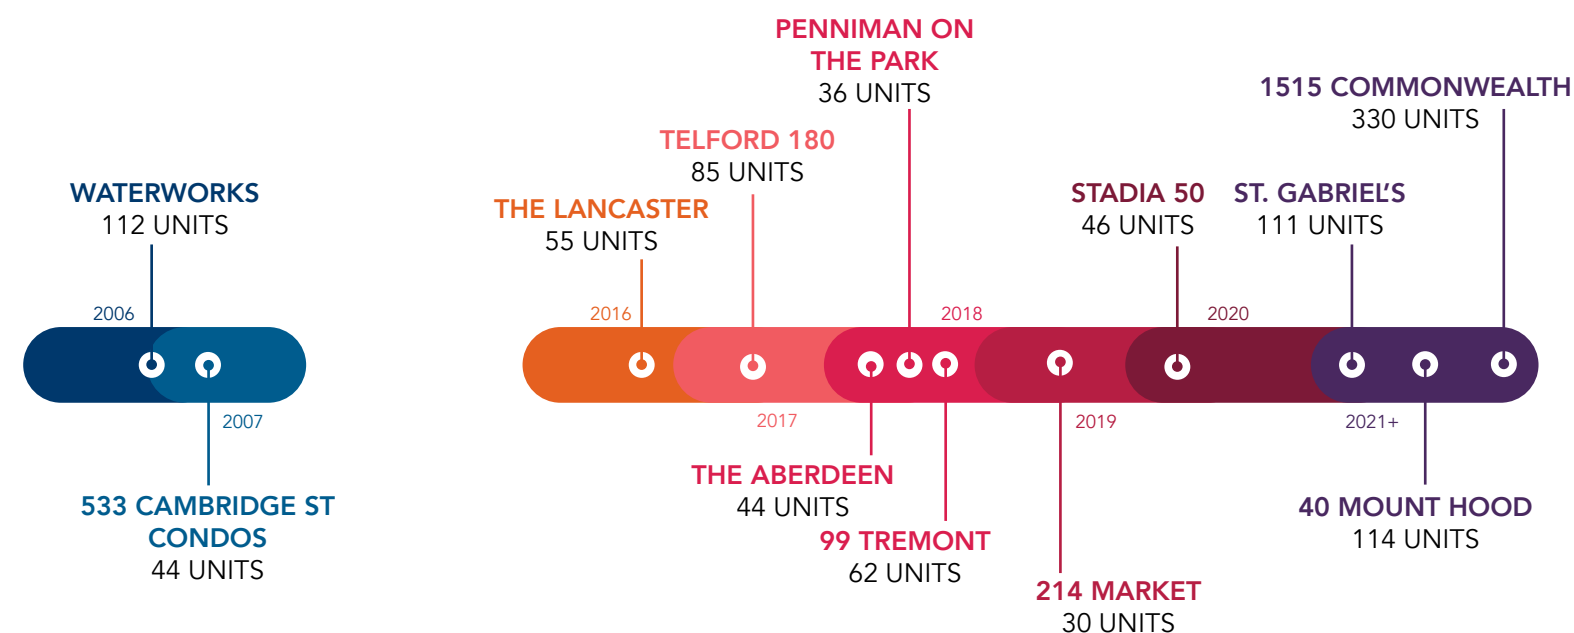 WATERWORKS
112 UNITS
2006
2007
533 CAMBRIDGE ST
CONDOS
44 UNITS
THE LANCASTER
55 UNITS
2016
TELFORD 180
85 UNITS
2017
PENNIMAN ON
THE PARK
36 UNITS
2018
THE ABERDEEN
44 UNITS
99 TREMONT
62 UNITS
2019
214 MARKET
30 UNITS
STADIA 50
46 UNITS
2020
ST. GABRIEL’S
111 UNITS
1515 COMMONWEALTH
330 UNITS
2021+
40 MOUNT HOOD
114 UNITS